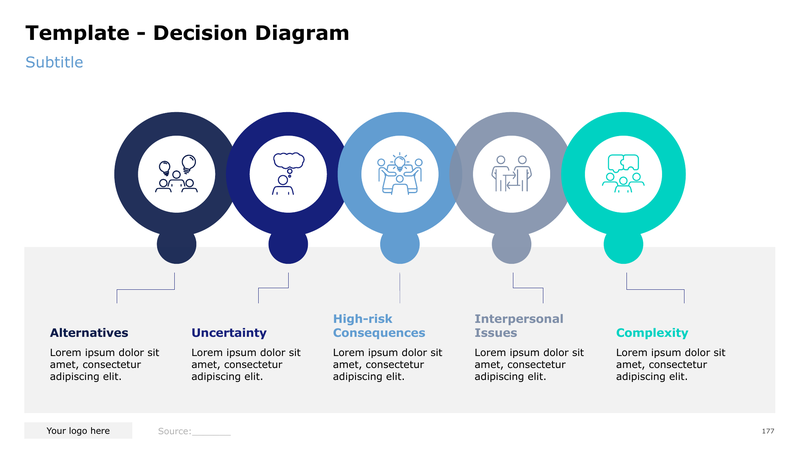 Template - Decision Diagram
Subtitle
Alternatives
Lorem ipsum dolor sit
amet, consectetur
adipiscing elit.
Uncertainty
Lorem ipsum dolor sit
amet, consectetur
adipiscing elit.
High-risk
Consequences
Lorem ipsum dolor sit
amet, consectetur
adipiscing elit.
Interpersonal
Issues
Lorem ipsum dolor sit
amet, consectetur
adipiscing elit.
Complexity
Lorem ipsum dolor sit
amet, consectetur
adipiscing elit.
Your logo here
Source:_______
177